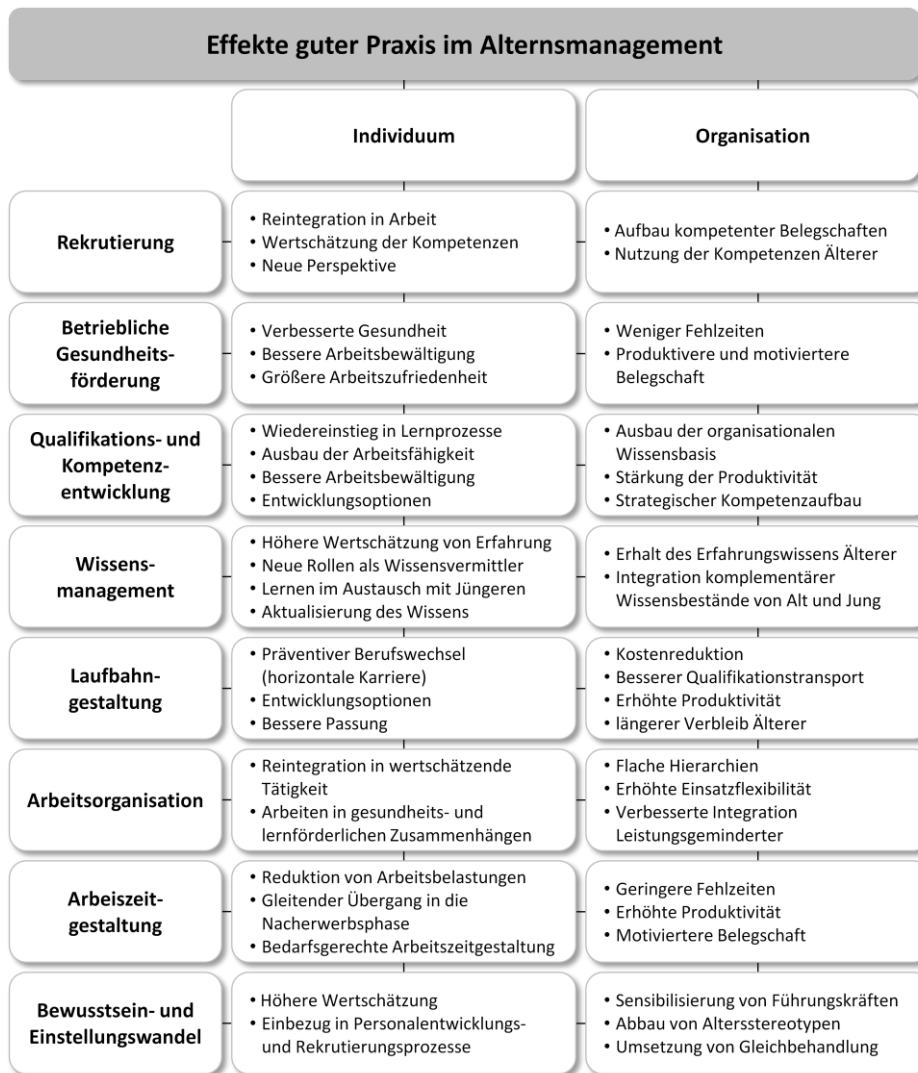 Effekte guter Praxis im Alternsmanagement
Individuum
Organisation
Rekrutierung
• Reintegration in Arbeit
• Wertschätzung der Kompetenzen
• Neue Perspektive
• Aufbau kompetenter Belegschaften
• Nutzung der Kompetenzen Älterer
Betriebliche
Gesundheits-
förderung
• Verbesserte Gesundheit
• Bessere Arbeitsbewältigung
• Größere Arbeitszufriedenheit
• Weniger Fehlzeiten
• Produktivere und motiviertere
Belegschaft
Qualifikations- und
Kompetenz-
entwicklung
• Wiedereinstieg in Lernprozesse
• Ausbau der Arbeitsfähigkeit
• Bessere Arbeitsbewältigung
• Entwicklungsoptionen
• Ausbau der organisationalen
Wissensbasis
• Stärkung der Produktivität
• Strategischer Kompetenzaufbau
Wissens-
management
• Höhere Wertschätzung von Erfahrung
• Neue Rollen als Wissensvermittler
• Lernen im Austausch mit Jüngeren
• Aktualisierung des Wissens
• Erhalt des Erfahrungswissens Älterer
• Integration komplementärer
Wissensbestände von Alt und Jung
Laufbahn-
gestaltung
• Präventiver Berufswechsel
(horizontale Karriere)
• Entwicklungsoptionen
• Bessere Passung
• Kostenreduktion
• Besserer Qualifikationstransport
• Erhöhte Produktivität
• längerer Verbleib Älterer
Arbeitsorganisation
• Reintegration in wertschätzende
Tätigkeit
• Arbeiten in gesundheits- und
lernförderlichen Zusammenhängen
• Flache Hierarchien
• Erhöhte Einsatzflexibilität
• Verbesserte Integration
Leistungsgeminderter
Arbeiszeit-
gestaltung
• Reduktion von Arbeitsbelastungen
• Gleitender Übergang in die
Nacherwerbsphase
• Bedarfsgerechte Arbeitszeitgestaltung
• Geringere Fehlzeiten
• Erhöhte Produktivität
• Motiviertere Belegschaft
Bewusstsein- und
Einstellungswandel
• Höhere Wertschätzung
• Einbezug in Personalentwicklungs-
und Rekrutierungsprozesse
• Sensibilisierung von Führungskräften
• Abbau von Altersstereotypen
• Umsetzung von Gleichbehandlung